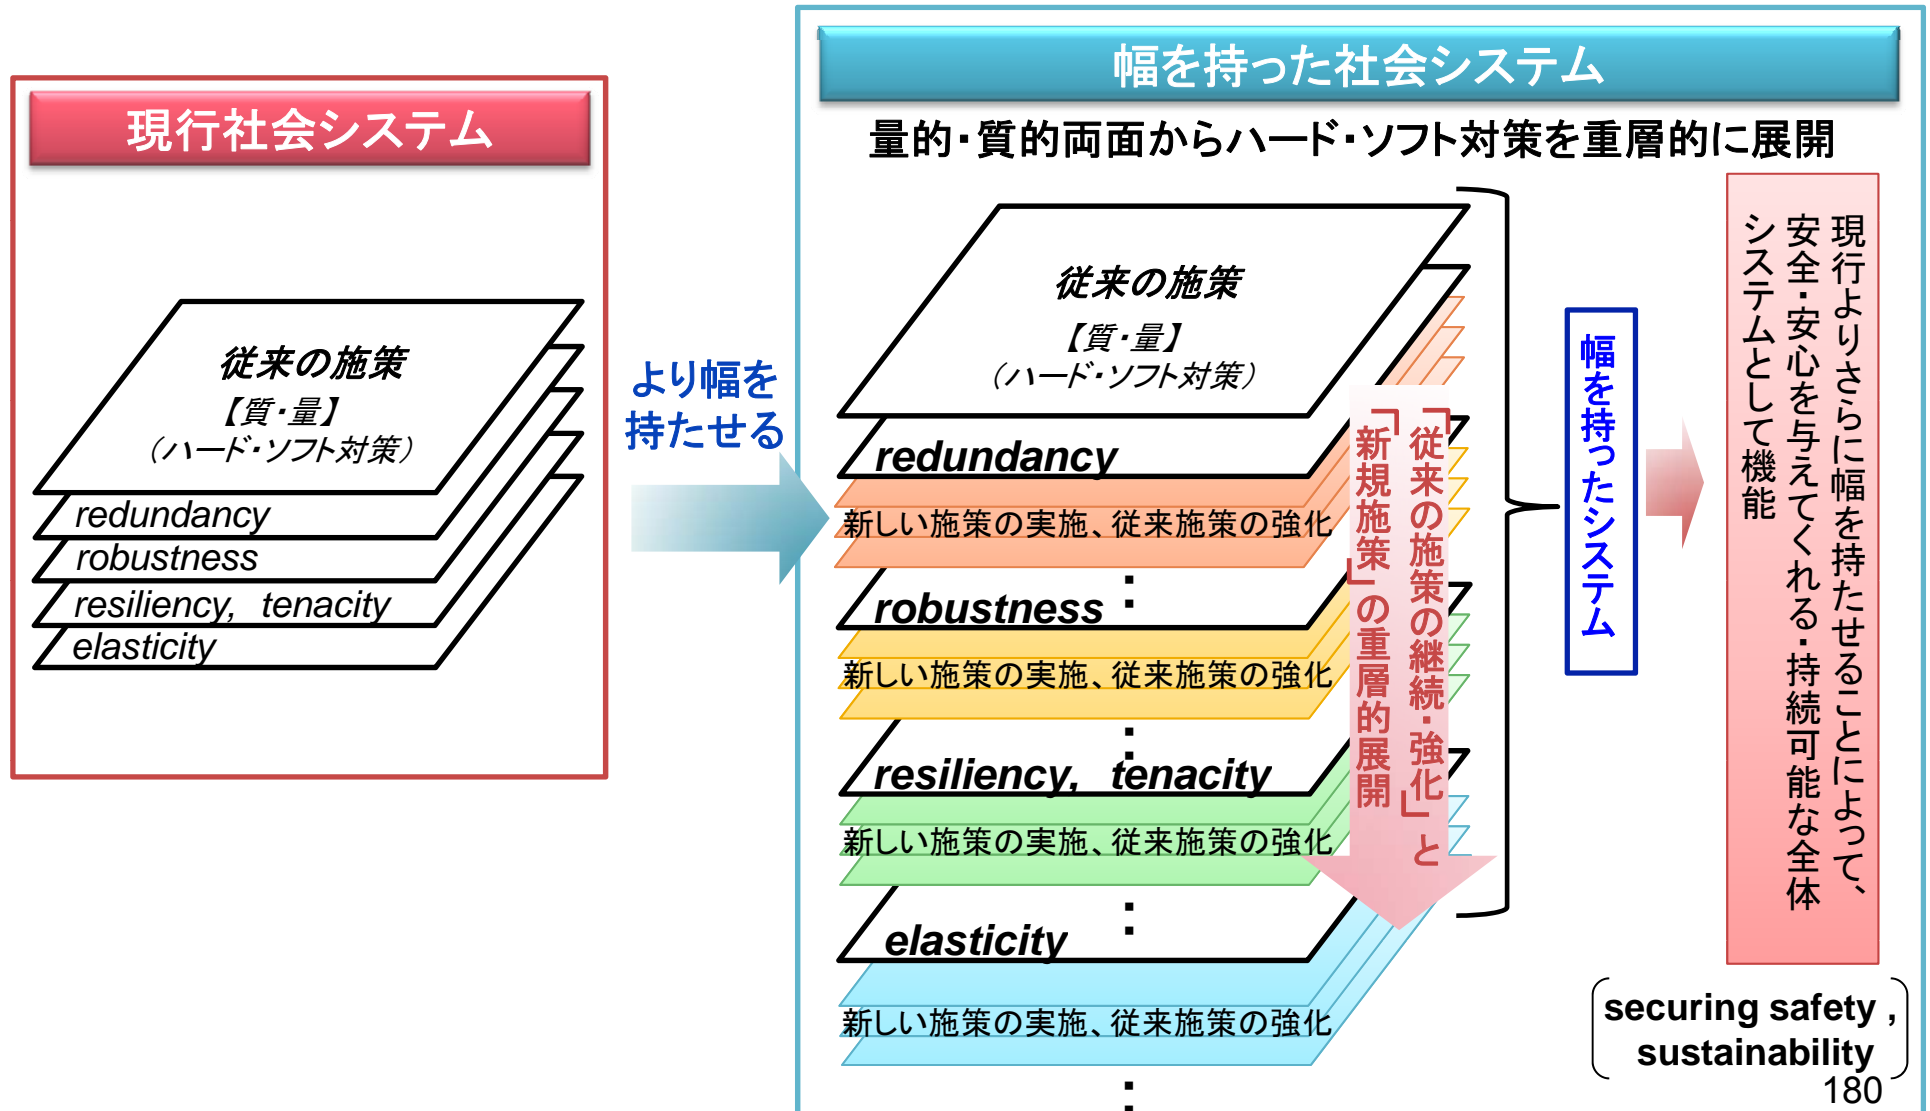 現行社会システム
従来の施策
【質・量】
（ハード・ソフト対策）
redundancy
robustness
resiliency, tenacity
elasticity
より幅を
持たせる
幅を持った社会システム
量的・質的両面からハード・ソフト対策を重層的に展開
従来の施策
【質・量】
（ハード・ソフト対策）
redundancy
新しい施策の実施、従来施策の強化
robustness
新しい施策の実施、従来施策の強化
resiliency, tenacity
新しい施策の実施、従来施策の強化
elasticity
新しい施策の実施、従来施策の強化
「従来の施策の継続・強化」と
「新規施策」の重層的展開
幅を持ったシステム
現行よりさらに幅を持たせることによって、
安全・安心を与えてくれる・持続可能な全体
システムとして機能
securing safety ,
sustainability
180